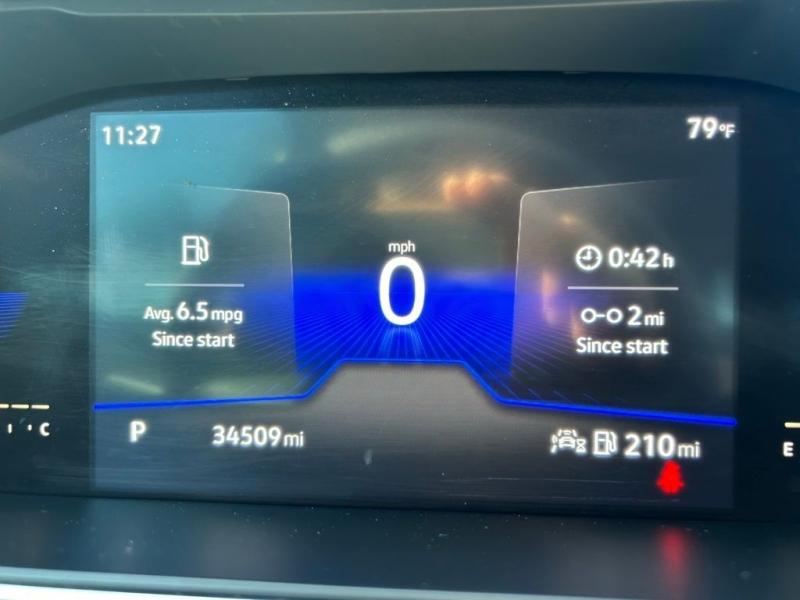 11:27
79°F
mph
0
Avg. 6.5 mpg
Since start
0:42 h
2 mi
Since start
C
P
34509 mi
210 mi
E